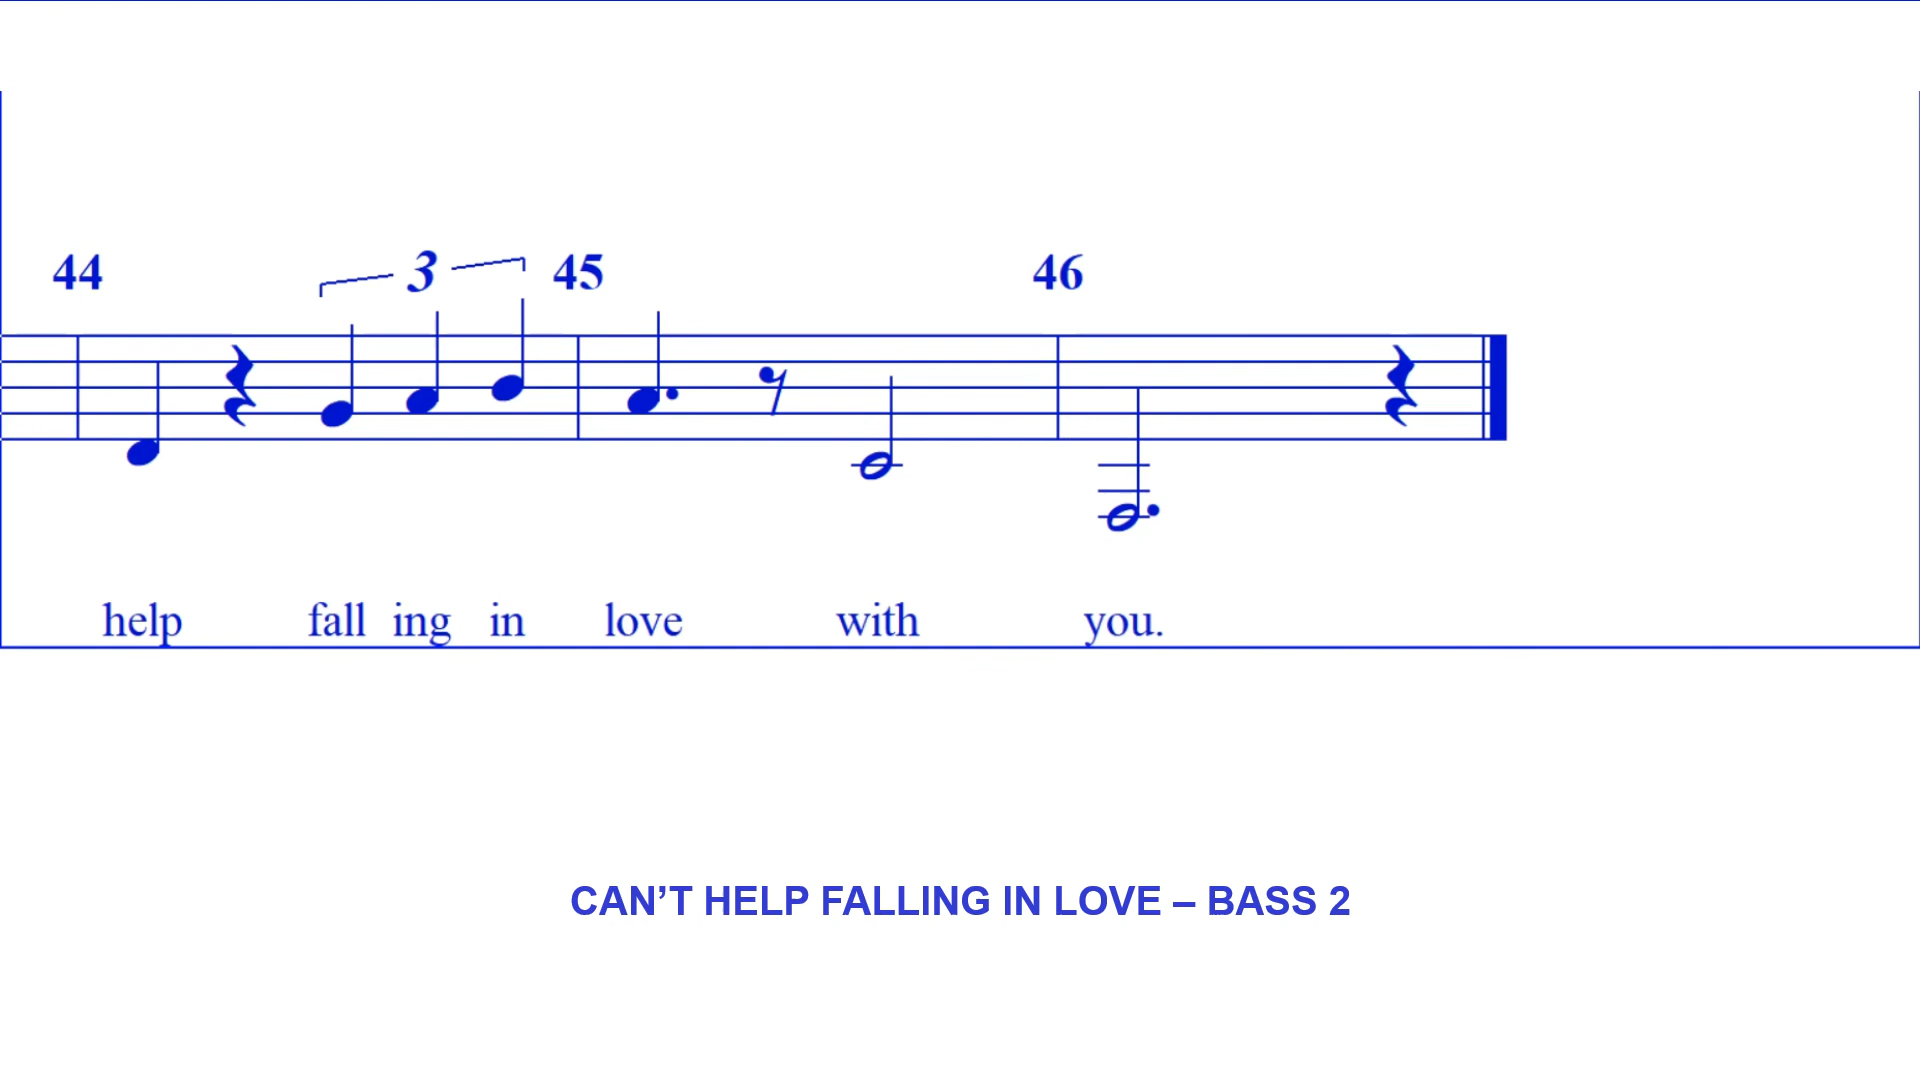 44 3 45 46
help fall ing in love with you.
CAN’T HELP FALLING IN LOVE – BASS 2